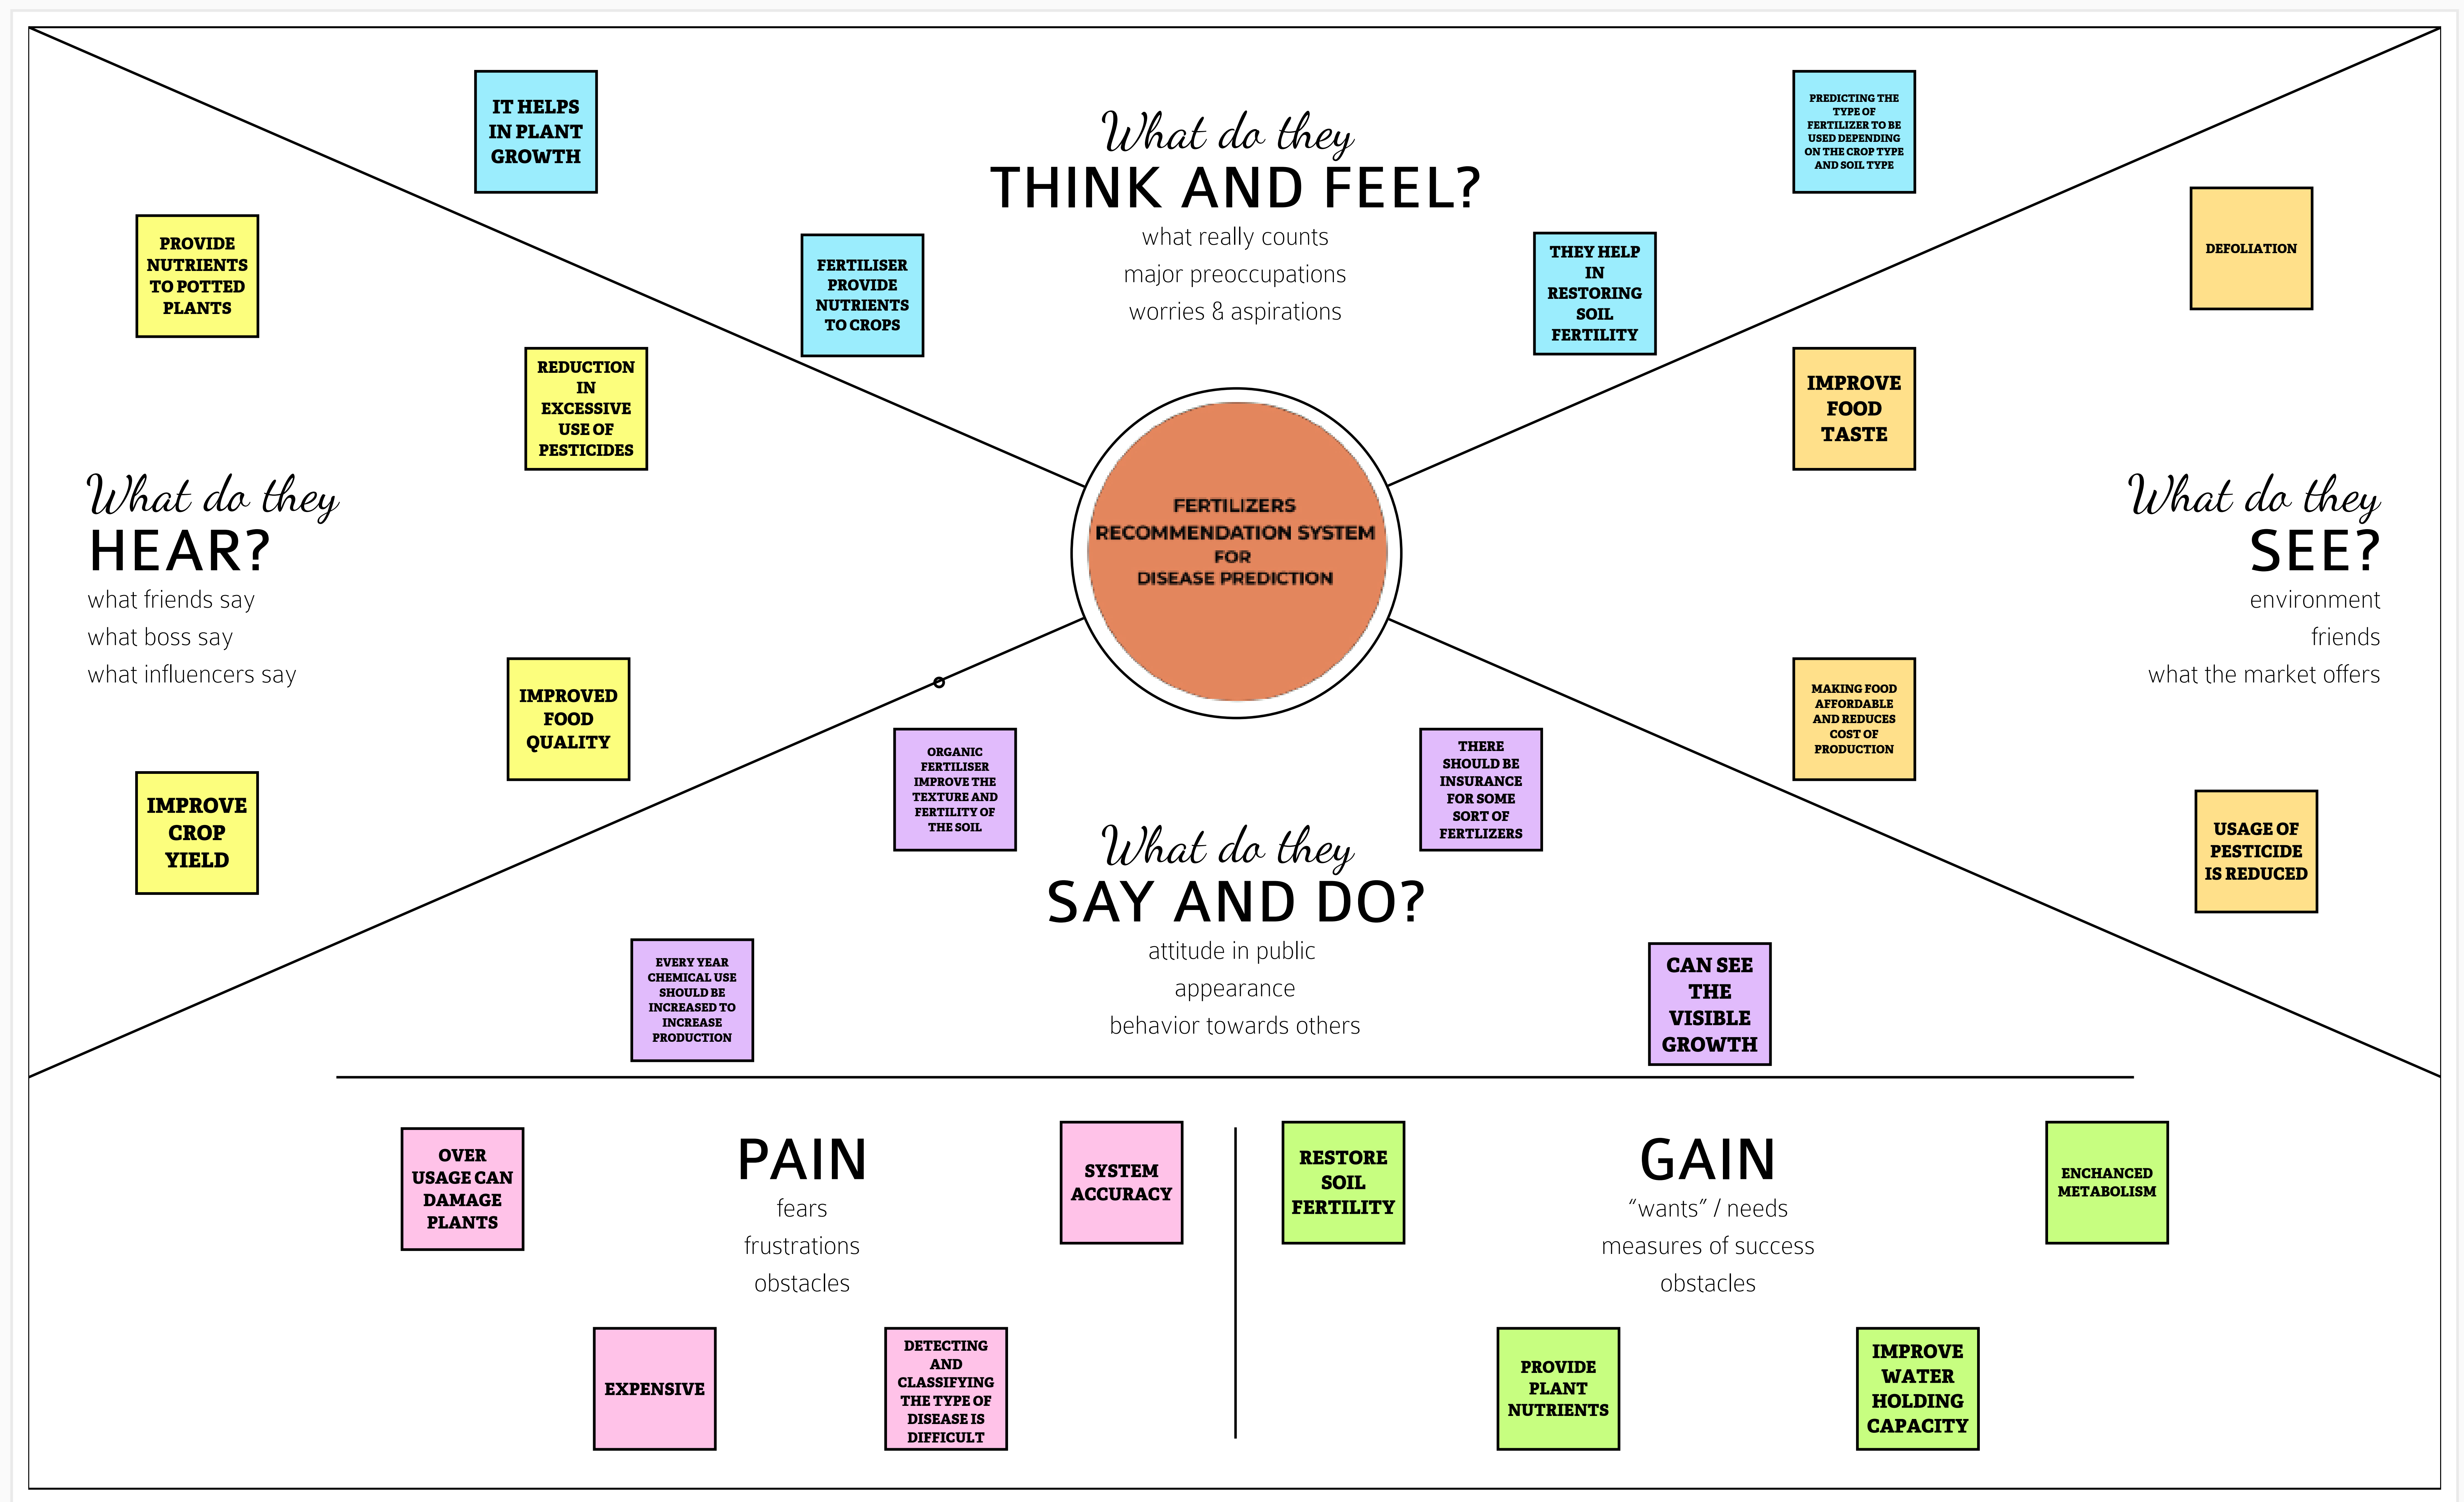 What do they
THINK AND FEEL?
what really counts
major preoccupations
worries & aspirations
IT HELPS
IN PLANT
GROWTH
FERTILISER
PROVIDE
NUTRIENTS
TO CROPS
THEY HELP
IN
RESTORING
SOIL
FERTILITY
PREDICTING THE
TYPE OF
FERTILIZER TO BE
USED DEPENDING
ON THE CROP TYPE
AND SOIL TYPE
PROVIDE
NUTRIENTS
TO POTTED
PLANTS
REDUCTION
IN
EXCESSIVE
USE OF
PESTICIDES
What do they
HEAR?
what friends say
what boss say
what influencers say
IMPROVED
FOOD
QUALITY
IMPROVE
CROP
YIELD
FERTILIZERS
RECOMMENDATION SYSTEM
FOR
DISEASE PREDICTION
DEFOLIATION
IMPROVE
FOOD
TASTE
What do they
SEE?
environment
friends
what the market offers
MAKING FOOD
AFFORDABLE
AND REDUCES
COST OF
PRODUCTION
USAGE OF
PESTICIDE
IS REDUCED
ORGANIC
FERTILISER
IMPROVE THE
TEXTURE AND
FERTILITY OF
THE SOIL
THERE
SHOULD BE
INSURANCE
FOR SOME
SORT OF
FERTLIZERS
What do they
SAY AND DO?
attitude in public
appearance
behavior towards others
EVERY YEAR
CHEMICAL USE
SHOULD BE
INCREASED TO
INCREASE
PRODUCTION
CAN SEE
THE
VISIBLE
GROWTH
OVER
USAGE CAN
DAMAGE
PLANTS
PAIN
fears
frustrations
obstacles
SYSTEM
ACCURACY
EXPENSIVE
DETECTING
AND
CLASSIFYING
THE TYPE OF
DISEASE IS
DIFFICULT
RESTORE
SOIL
FERTILITY
GAIN
“wants” / needs
measures of success
obstacles
ENCHANCED
METABOLISM
PROVIDE
PLANT
NUTRIENTS
IMPROVE
WATER
HOLDING
CAPACITY